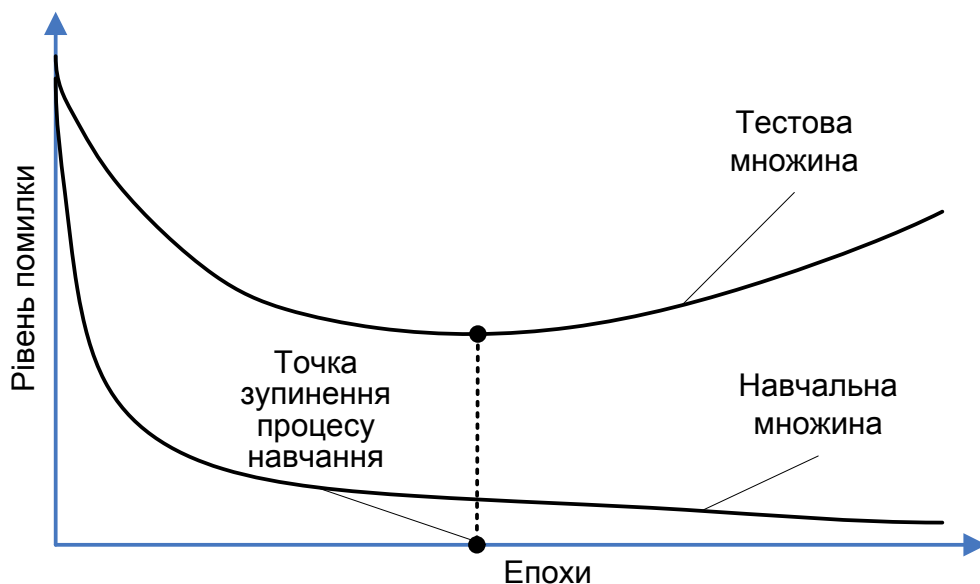 Рівень помилки
Тестова
множина
Точка
зупинення
процесу
навчання
Навчальна
множина
Епохи